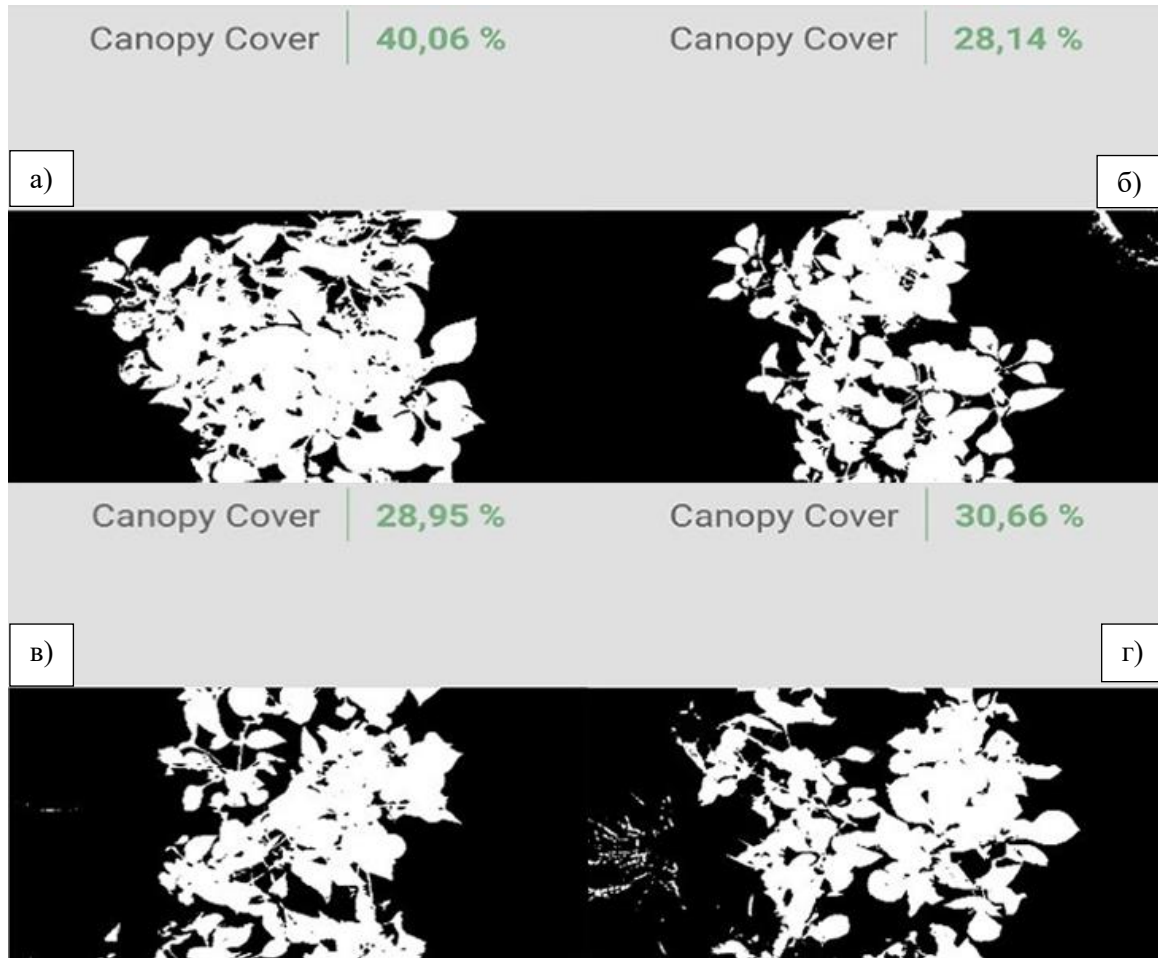 Canopy Cover 40,06 %
Canopy Cover 28,14 %
а)
б)
Canopy Cover 28,95 %
Canopy Cover 30,66 %
в)
г)